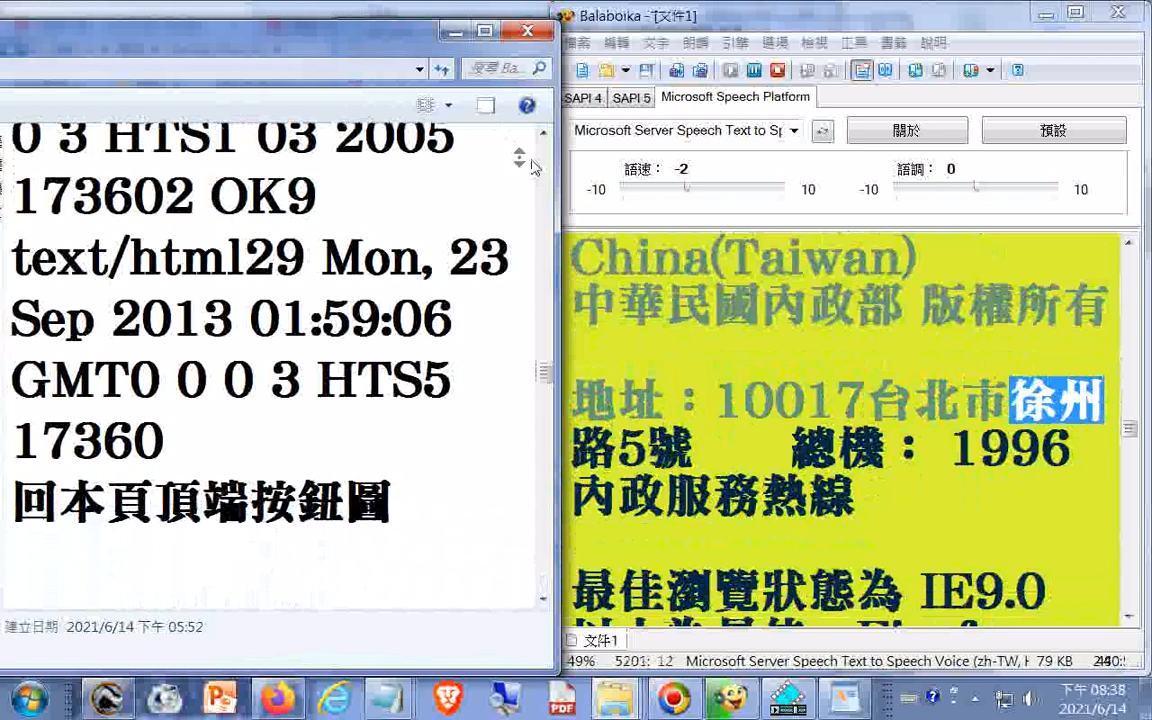 Balabolka - [文件1]
檔案 編輯 文字 朗讀 引擎 選項 檢視 工具 書籤 說明
搜尋 Ba...
SAPI 4 SAPI 5 Microsoft Speech Platform
Microsoft Server Speech Text to Sp
關於 預設
語速： -2 語調： 0
-10 10 -10 10
0 3 HTS1 03 2005
173602 OK9
text/html29 Mon, 23
Sep 2013 01:59:06
GMT0 0 0 3 HTS5
17360
回本頁頂端按鈕圖
建立日期 2021/6/14 下午 05:52
China(Taiwan)
中華民國內政部 版權所有
地址：10017台北市徐州
路5號 總機： 1996
內政服務熱線
最佳瀏覽狀態為 IE9.0
文件1
49% 5201: 12 Microsoft Server Speech Text to Speech Voice (zh-TW, H 79 KB
下午 08:38
2021/6/14